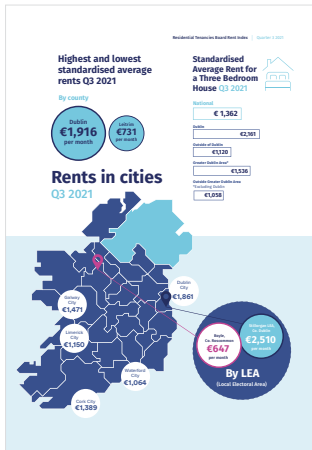 Residential Tenancies Board Rent Index | Quarter 3 2021
Highest and lowest
standardised average
rents Q3 2021
By county
Dublin
€1,916
per month
Leitrim
€731
per month
Standardised
Average Rent for
a Three Bedroom
House Q3 2021
National
€ 1,362
Dublin
€2,161
Outside of Dublin
€1,120
Greater Dublin Area*
€1,536
Outside Greater Dublin Area
*Excluding Dublin
€1,058
Rents in cities
Q3 2021
Dublin
City
€1,861
Galway
City
€1,471
Limerick
City
€1,150
Waterford
City
€1,064
Cork City
€1,389
Stillorgan LEA,
Co. Dublin
€2,510
per month
Boyle,
Co. Roscommon
€647
per month
By LEA
(Local Electoral Area)